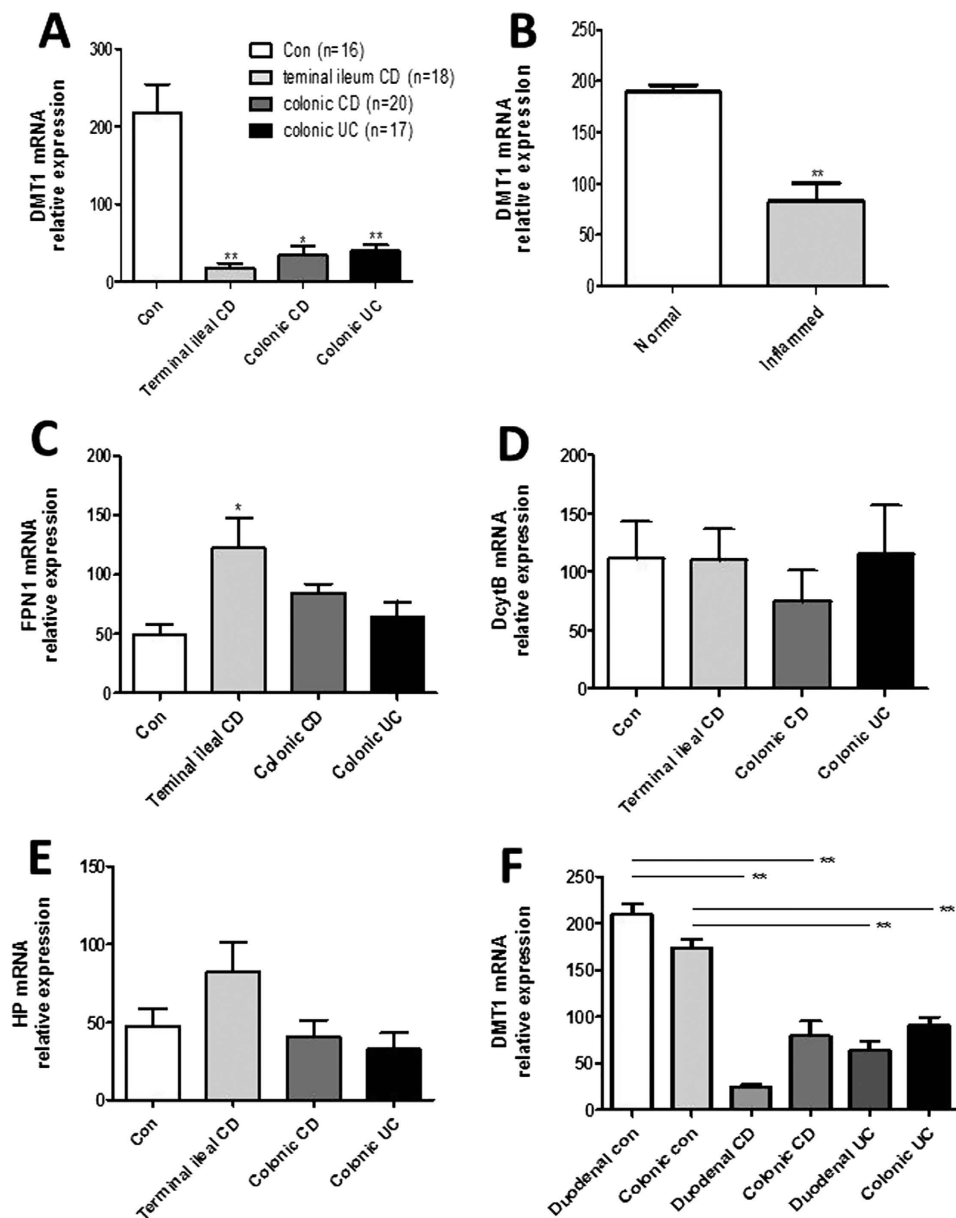 A
DMT1 mRNA
relative expression
300
200
100
0
Con (n=16)
teminal ileum CD (n=18)
colonic CD (n=20)
colonic UC (n=17)
**
*
**
Con
Terminal ileal CD
Colonic CD
Colonic UC
B
DMT1 mRNA
relative expression
250
200
150
100
50
0
**
Normal
Inflammed
C
FPN1 mRNA
relative expression
200
150
100
50
0
*
Con
Teminal ileal CD
Colonic CD
Colonic UC
D
DcytB mRNA
relative expression
200
150
100
50
0
Con
Terminal ileal CD
Colonic CD
Colonic UC
E
HP mRNA
relative expression
150
100
50
0
Con
Terminal ileal CD
Colonic CD
Colonic UC
F
DMT1 mRNA
relative expression
250
200
150
100
50
0
**
**
**
**
Duodenal con
Colonic con
Duodenal CD
Colonic CD
Duodenal UC
Colonic UC